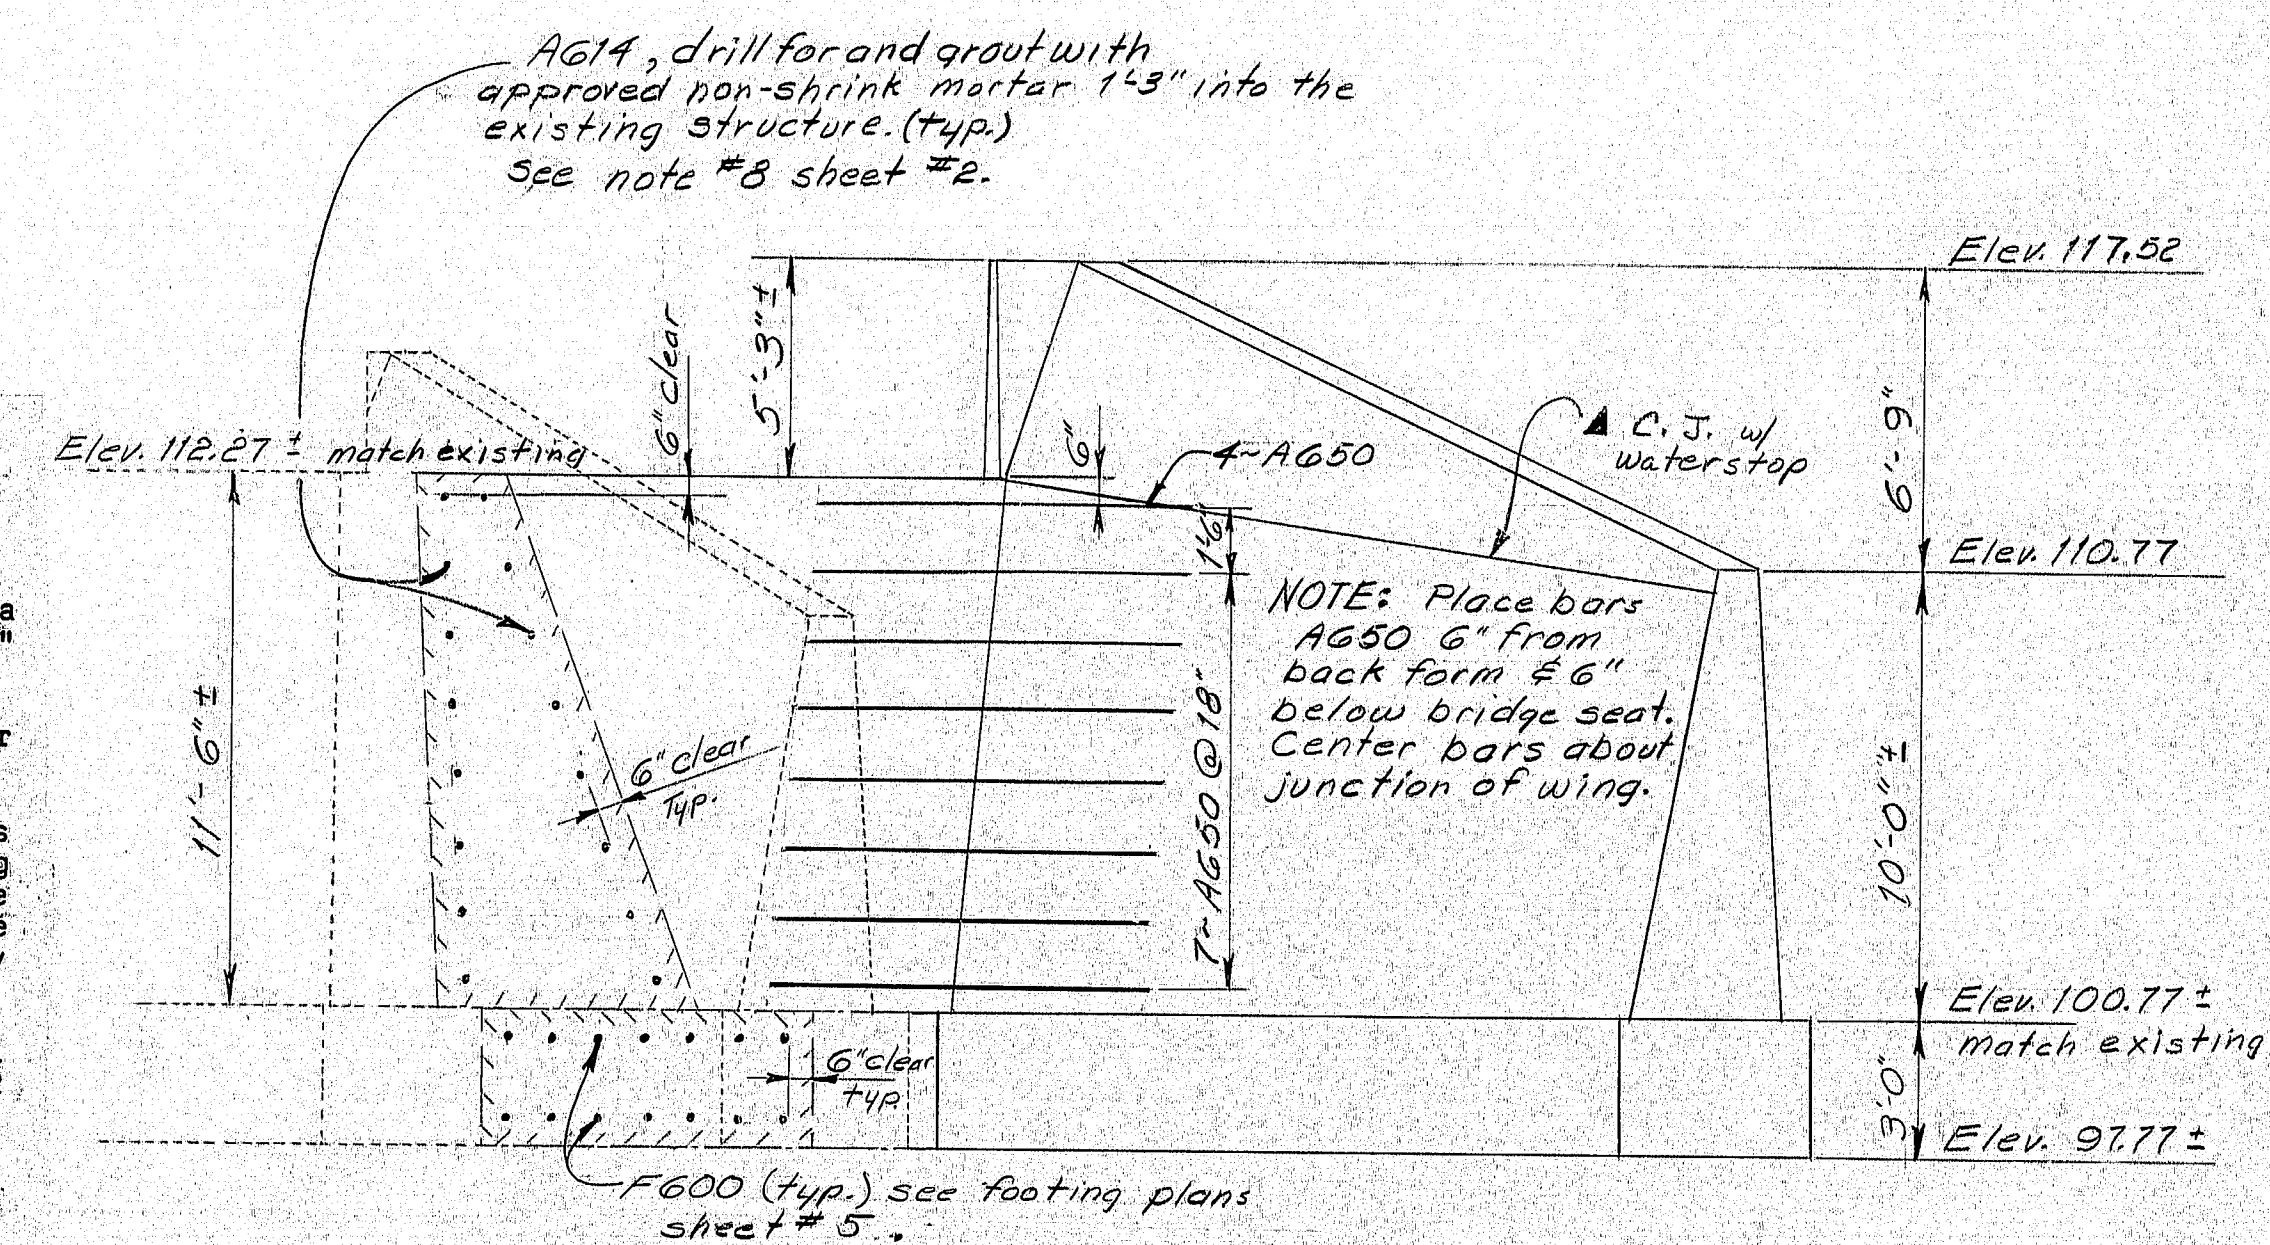 A614, drill for and grout with
approved non-shrink mortar 1'-3" into the
existing structure. (typ.)
See note #8 sheet #2.
Elev. 117.52
5'-3" ±
6" clear
6'-9"
6"
4~A650
▲ C. J. w/
waterstop
Elev. 112.27 ± match existing
1'-6"
Elev. 110.77
NOTE: Place bars
A650 6" from
back form & 6"
below bridge seat.
Center bars about
junction of wing.
11'-6" ±
7~A650 @ 18"
6" clear
Typ.
10'-0" ±
Elev. 100.77 ±
match existing
6" clear
typ.
3'-0"
Elev. 97.77 ±
F600 (typ.) see footing plans
sheet # 5.